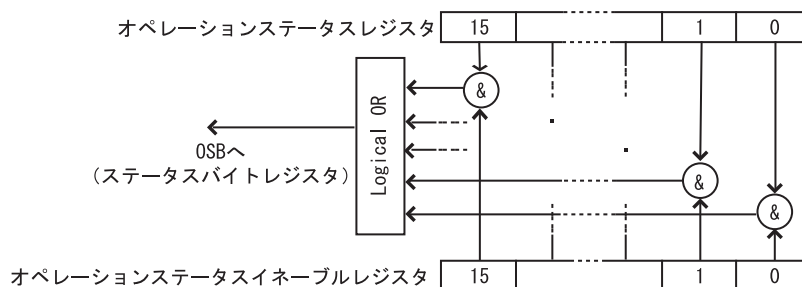 オペレーションステータスレジスタ 15 1 0
&
Logical OR
OSBへ
(ステータスバイトレジスタ)
&
&
オペレーションステータスイネーブルレジスタ 15 1 0